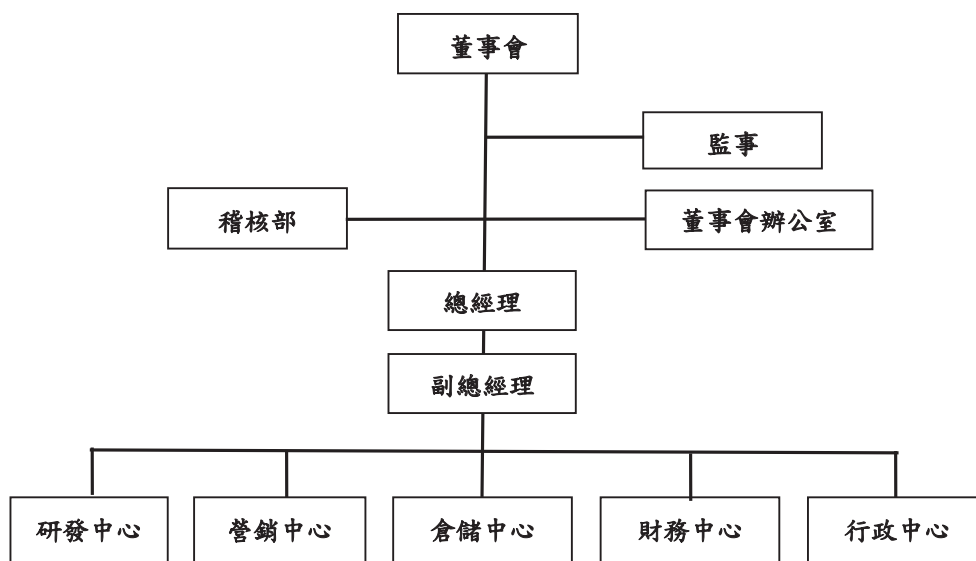 董事會
監事
稽核部
董事會辦公室
總經理
副總經理
研發中心
營銷中心
倉儲中心
財務中心
行政中心